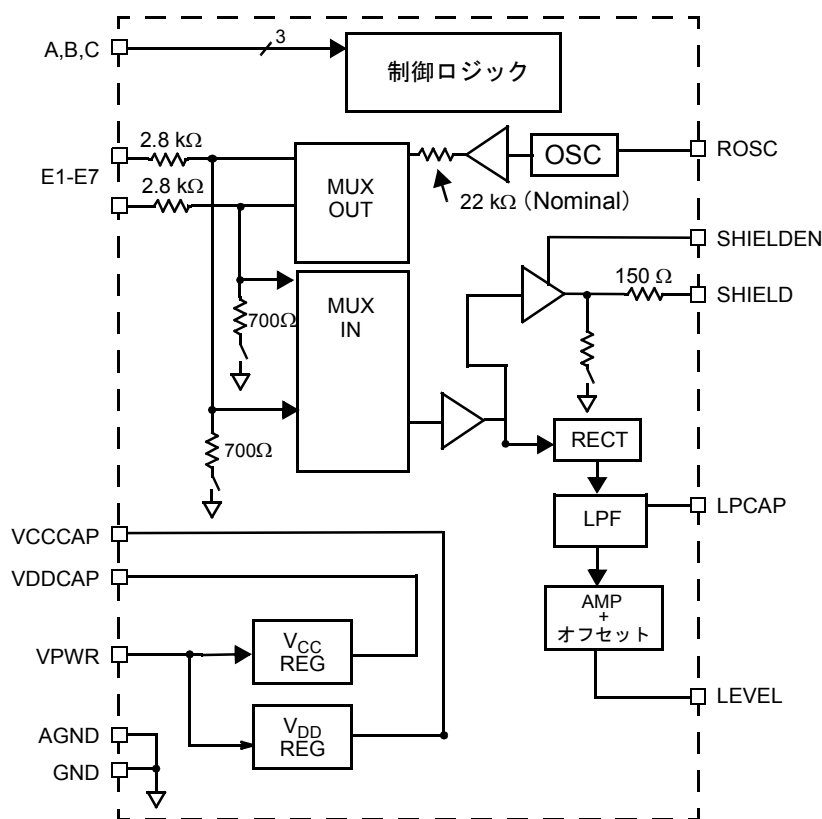 A,B,C
3
制御ロジック
2.8 kΩ
E1-E7
2.8 kΩ
MUX
OUT
OSC
ROSC
22 kΩ（Nominal）
SHIELDEN
150 Ω
SHIELD
MUX
IN
700Ω
700Ω
RECT
LPF
LPCAP
VCCCAP
VDDCAP
AMP
+
オフセット
VPWR
VCC
REG
LEVEL
VDD
REG
AGND
GND